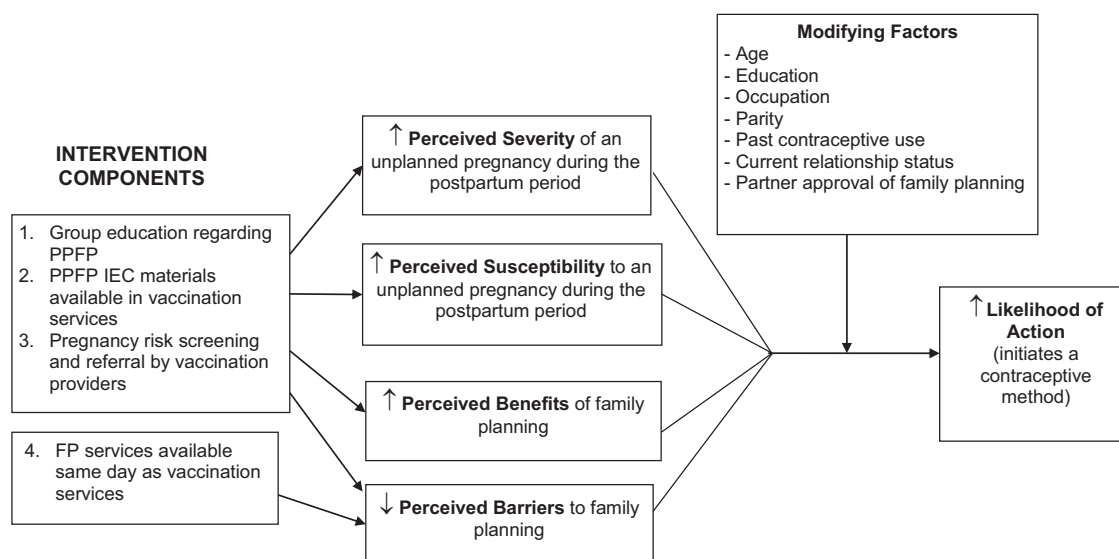 INTERVENTION
COMPONENTS
1. Group education regarding
PPFP
2. PPFP IEC materials
available in vaccination
services
3. Pregnancy risk screening
and referral by vaccination
providers
4. FP services available
same day as vaccination
services
↑ Perceived Severity of an
unplanned pregnancy during the
postpartum period
↑ Perceived Susceptibility to an
unplanned pregnancy during the
postpartum period
↑ Perceived Benefits of family
planning
↓ Perceived Barriers to family
planning
Modifying Factors
- Age
- Education
- Occupation
- Parity
- Past contraceptive use
- Current relationship status
- Partner approval of family planning
↑ Likelihood of
Action
(initiates a
contraceptive
method)